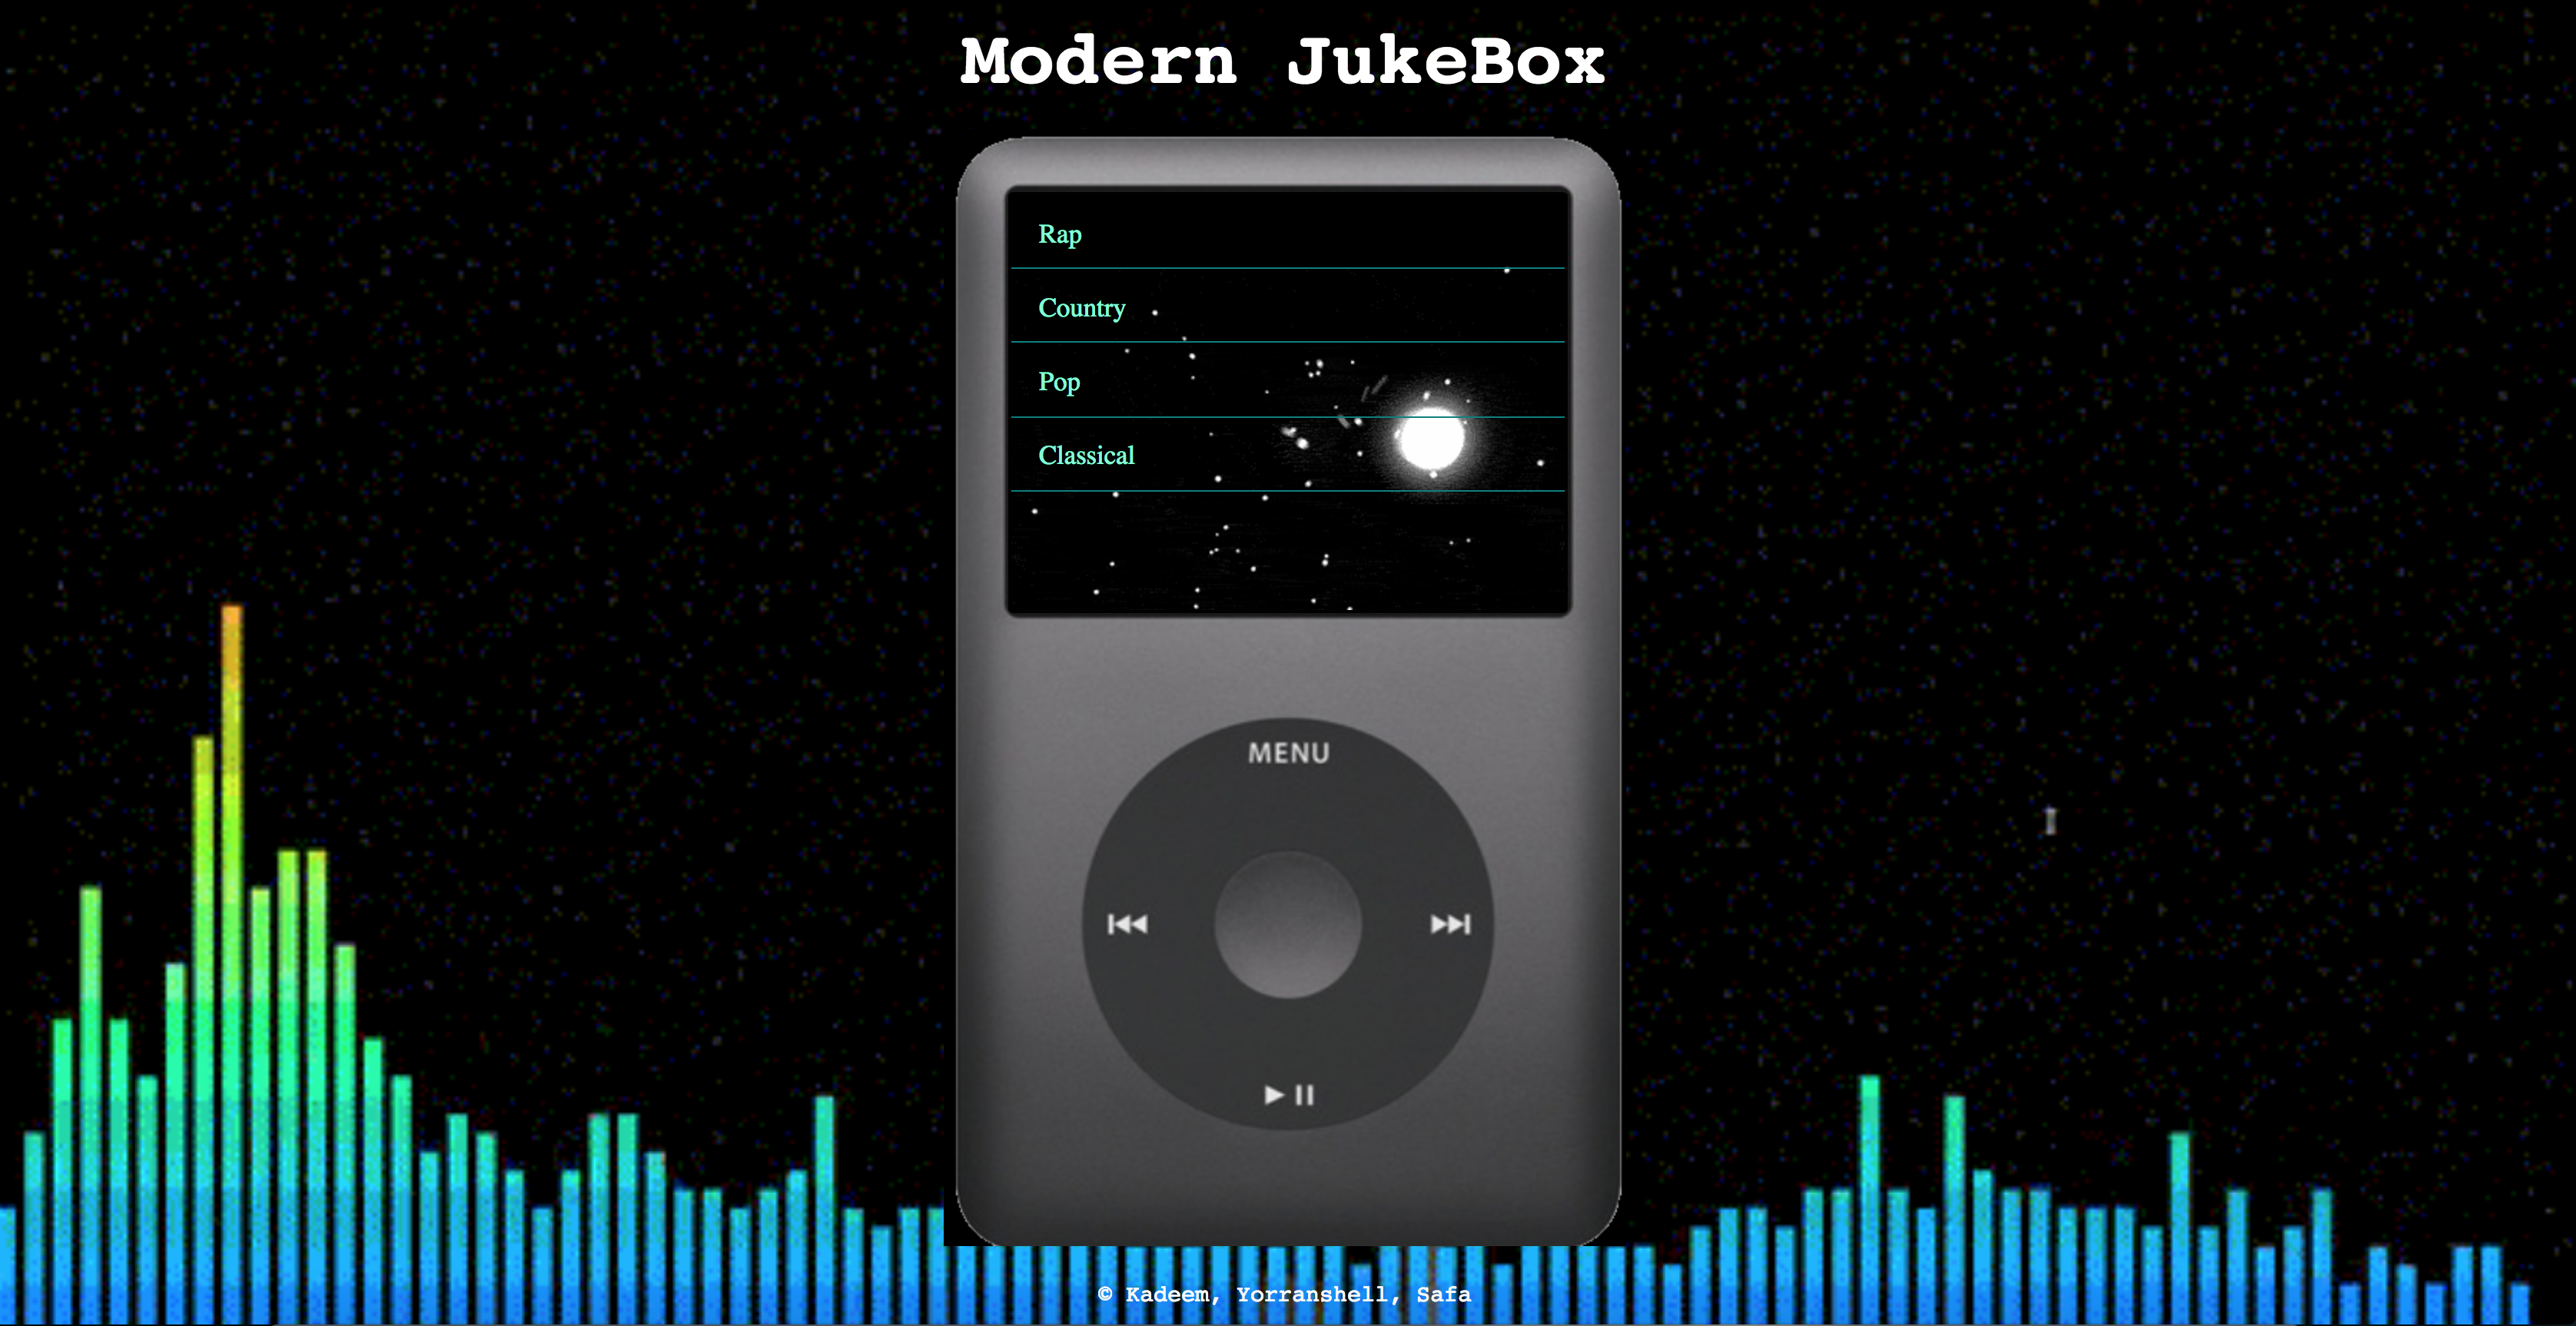 Modern JukeBox
Rap
Country
Pop
Classical
MENU
© Kadeem, Yorranshell, Safa